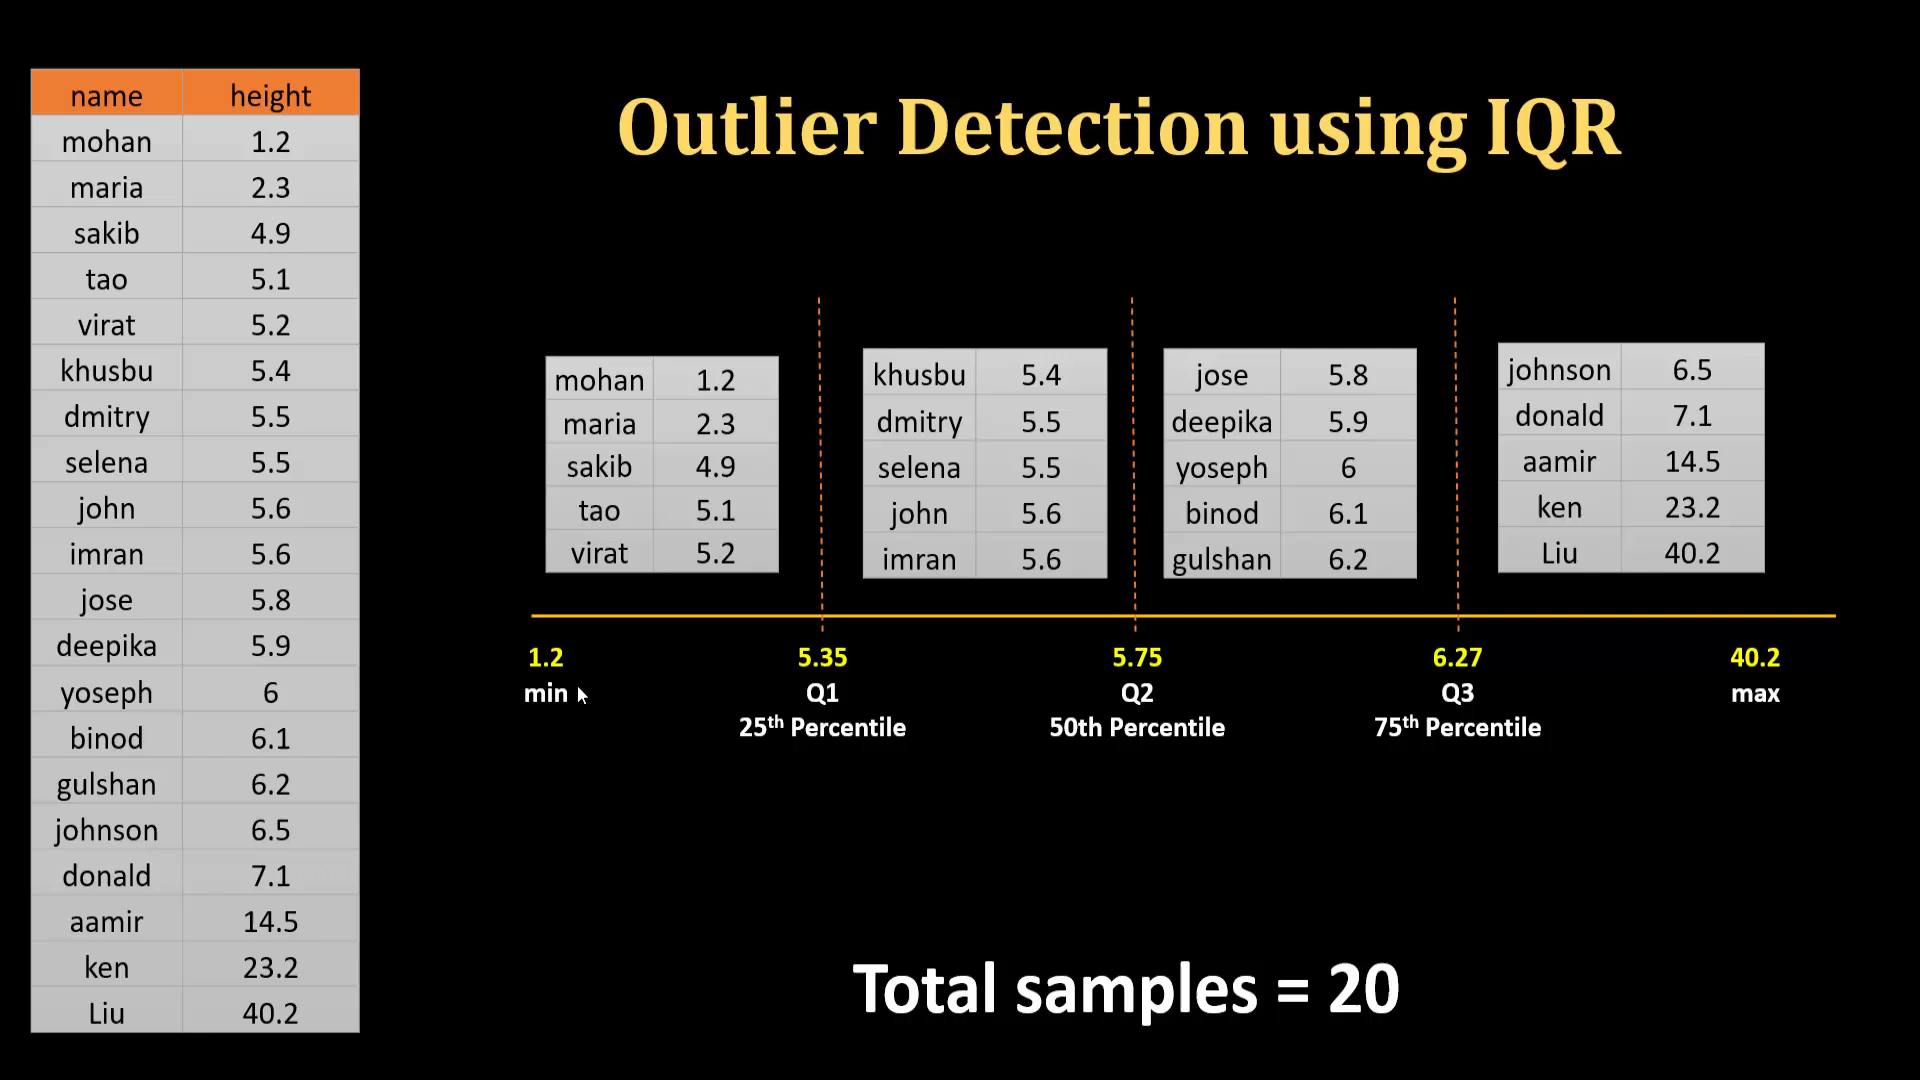 Outlier Detection using IQR
name height
mohan 1.2
maria 2.3
sakib 4.9
tao 5.1
virat 5.2
khusbu 5.4
dmitry 5.5
selena 5.5
john 5.6
imran 5.6
jose 5.8
deepika 5.9
yoseph 6
binod 6.1
gulshan 6.2
johnson 6.5
donald 7.1
aamir 14.5
ken 23.2
Liu 40.2
mohan 1.2
maria 2.3
sakib 4.9
tao 5.1
virat 5.2
khusbu 5.4
dmitry 5.5
selena 5.5
john 5.6
imran 5.6
jose 5.8
deepika 5.9
yoseph 6
binod 6.1
gulshan 6.2
johnson 6.5
donald 7.1
aamir 14.5
ken 23.2
Liu 40.2
1.2 5.35 5.75 6.27 40.2
min Q1 Q2 Q3 max
25th Percentile 50th Percentile 75th Percentile
Total samples = 20